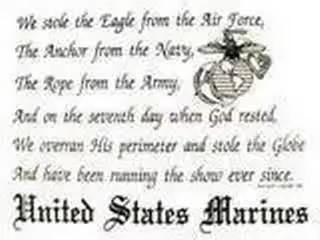 We stole the Eagle from the Air Force,
The Anchor from the Navy,
The Rope from the Army,
And on the seventh day when God rested,
We overran His perimeter and stole the Globe
And have been running the show ever since.
United States Marines